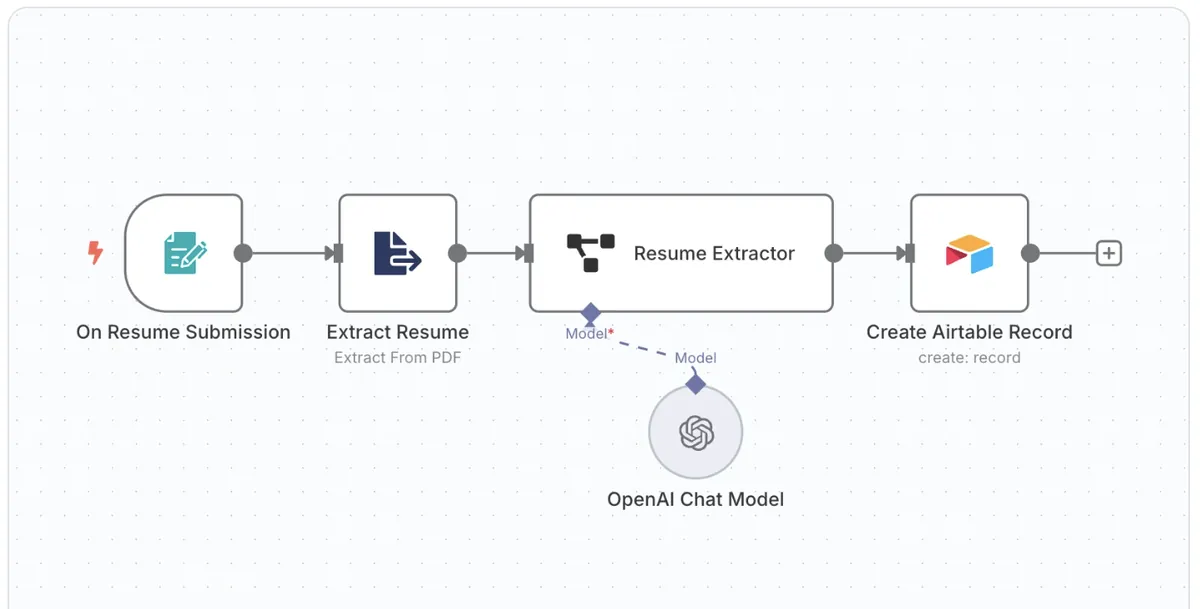 Resume Extractor
On Resume Submission
Extract Resume
Extract From PDF
Model*
Model
Create Airtable Record
create: record
OpenAI Chat Model